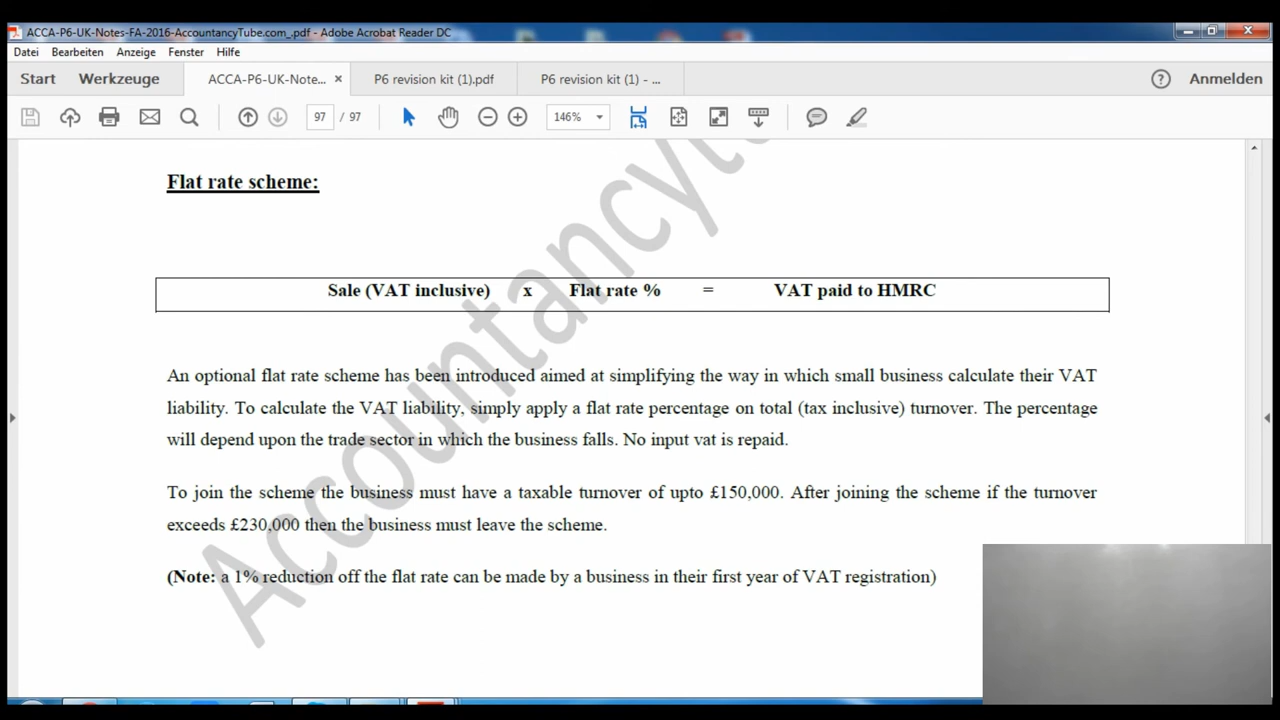 ACCA-P6-UK-Notes-FA-2016-AccountancyTube.com_.pdf - Adobe Acrobat Reader DC
Datei Bearbeiten Anzeige Fenster Hilfe
Start Werkzeuge ACCA-P6-UK-Note... P6 revision kit (1).pdf P6 revision kit (1) - ... Anmelden
97 / 97 146%
Flat rate scheme:
Sale (VAT inclusive) x Flat rate % = VAT paid to HMRC
An optional flat rate scheme has been introduced aimed at simplifying the way in which small business calculate their VAT
liability. To calculate the VAT liability, simply apply a flat rate percentage on total (tax inclusive) turnover. The percentage
will depend upon the trade sector in which the business falls. No input vat is repaid.
To join the scheme the business must have a taxable turnover of upto £150,000. After joining the scheme if the turnover
exceeds £230,000 then the business must leave the scheme.
(Note: a 1% reduction off the flat rate can be made by a business in their first year of VAT registration)
Accountancyt